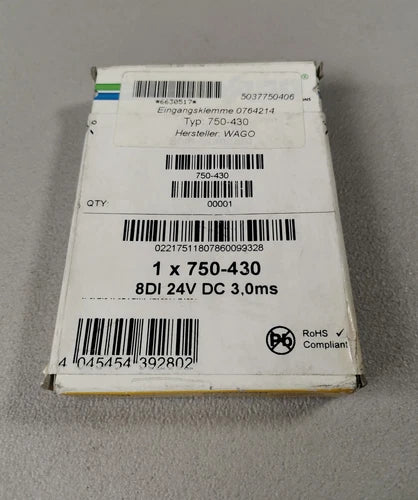 *6630517*
5037750406
Eingangsklemme 0764214
Typ: 750-430
Hersteller: WAGO
750-430
QTY:
00001
02217511807860099328
1 x 750-430
8DI 24V DC 3,0ms
Pb
RoHS ✓
Compliant
4 045454 392802